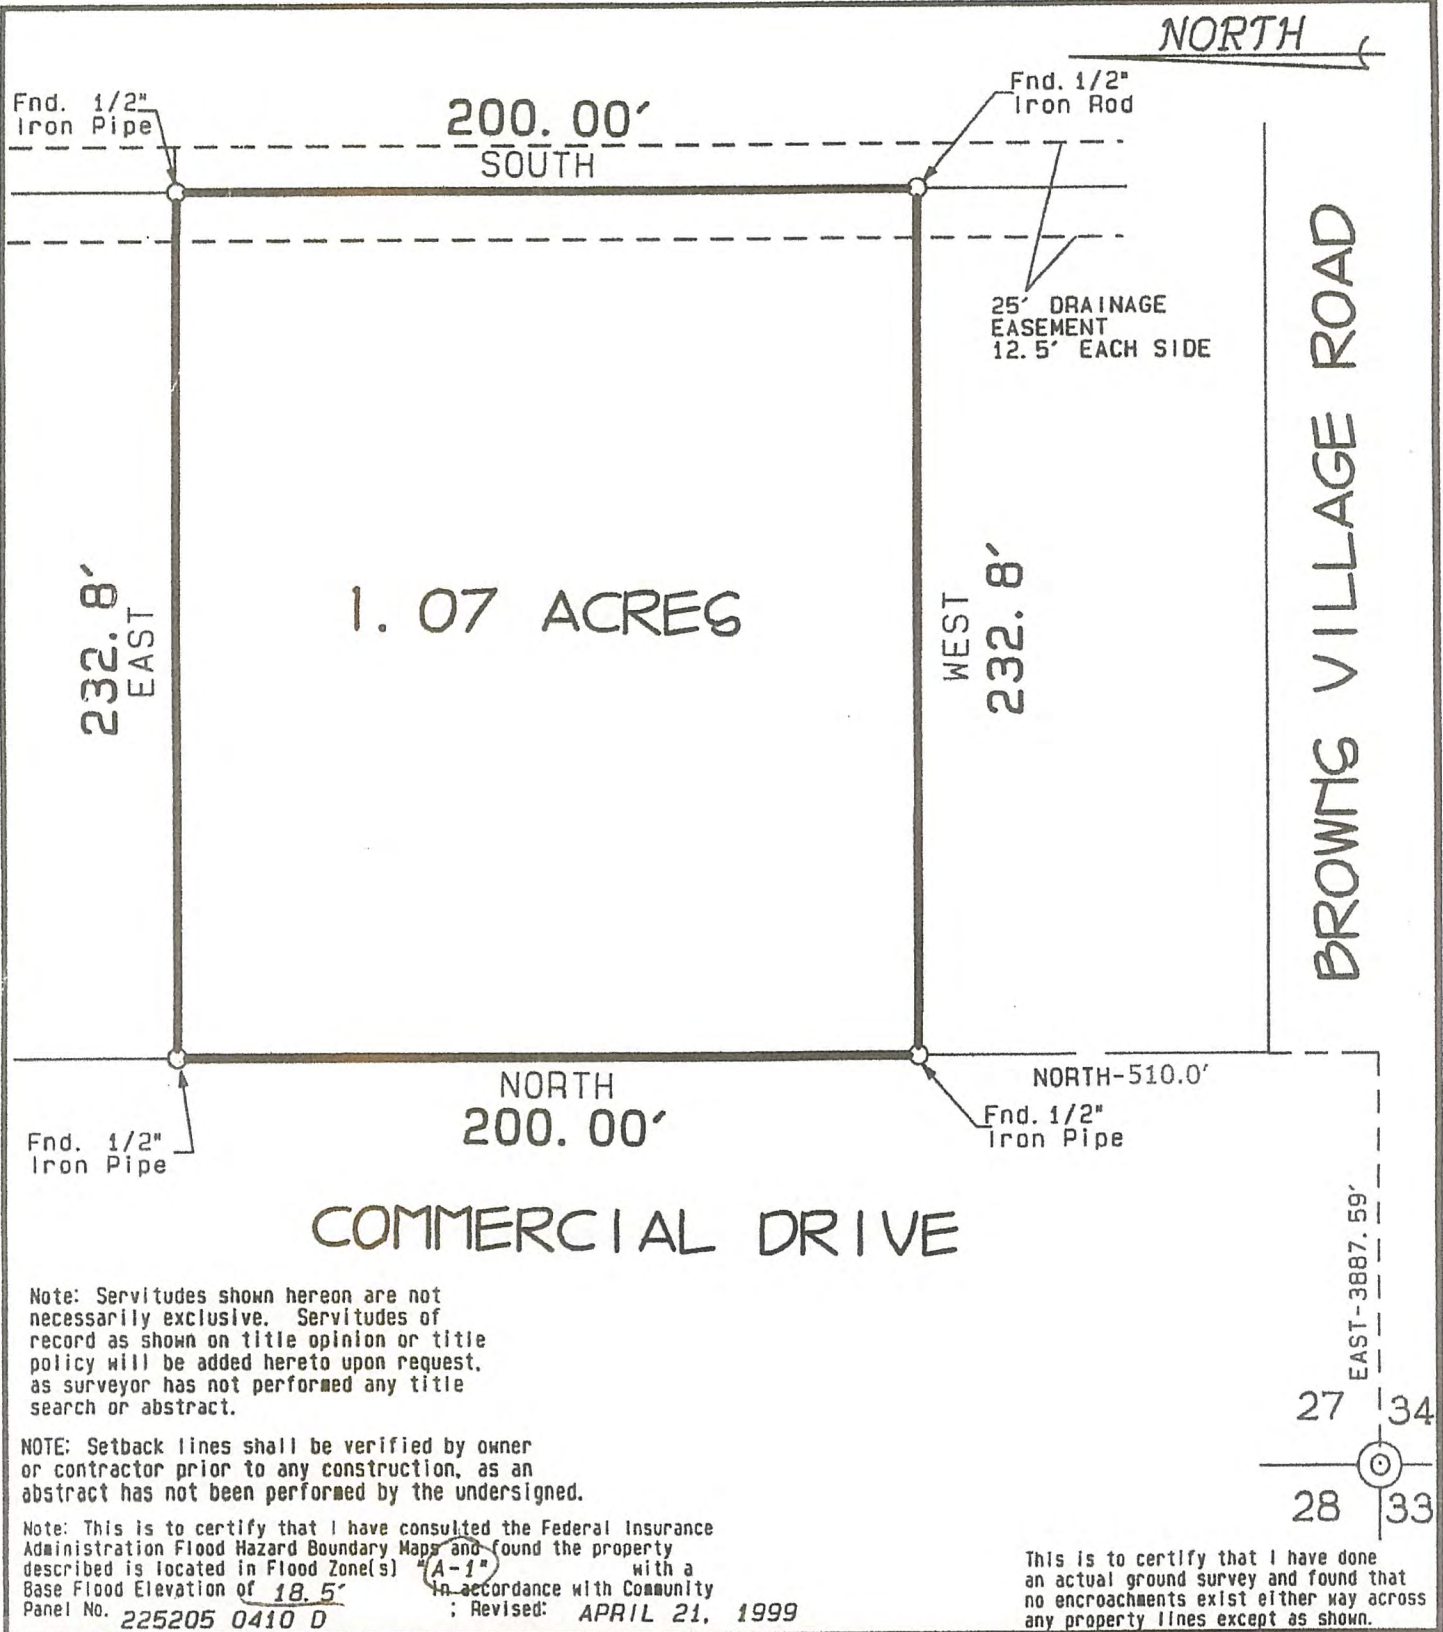 NORTH
Fnd. 1/2"
Iron Pipe
200.00'
SOUTH
Fnd. 1/2"
Iron Rod
25' DRAINAGE
EASEMENT
12.5' EACH SIDE
BROWNS VILLAGE ROAD
232.8'
EAST
1.07 ACRES
WEST
232.8'
NORTH
200.00'
NORTH-510.0'
Fnd. 1/2"
Iron Pipe
Fnd. 1/2"
Iron Pipe
COMMERCIAL DRIVE
EAST-3887.59'
27 34
28 33
Note: Servitudes shown hereon are not
necessarily exclusive. Servitudes of
record as shown on title opinion or title
policy will be added hereto upon request,
as surveyor has not performed any title
search or abstract.
NOTE: Setback lines shall be verified by owner
or contractor prior to any construction, as an
abstract has not been performed by the undersigned.
Note: This is to certify that I have consulted the Federal Insurance
Administration Flood Hazard Boundary Maps and found the property
described is located in Flood Zone(s) "A-1" with a
Base Flood Elevation of 18.5' in accordance with Community
Panel No. 225205 0410 D ; Revised: APRIL 21, 1999
This is to certify that I have done
an actual ground survey and found that
no encroachments exist either way across
any property lines except as shown.